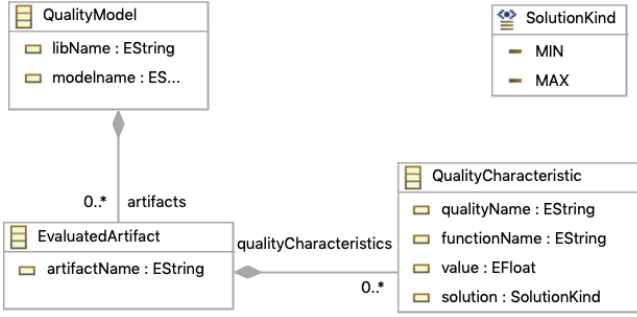 QualityModel
libName : EString
modelname : ES...
SolutionKind
MIN
MAX
0..* artifacts
EvaluatedArtifact
artifactName : EString
qualityCharacteristics
0..*
QualityCharacteristic
qualityName : EString
functionName : EString
value : EFloat
solution : SolutionKind